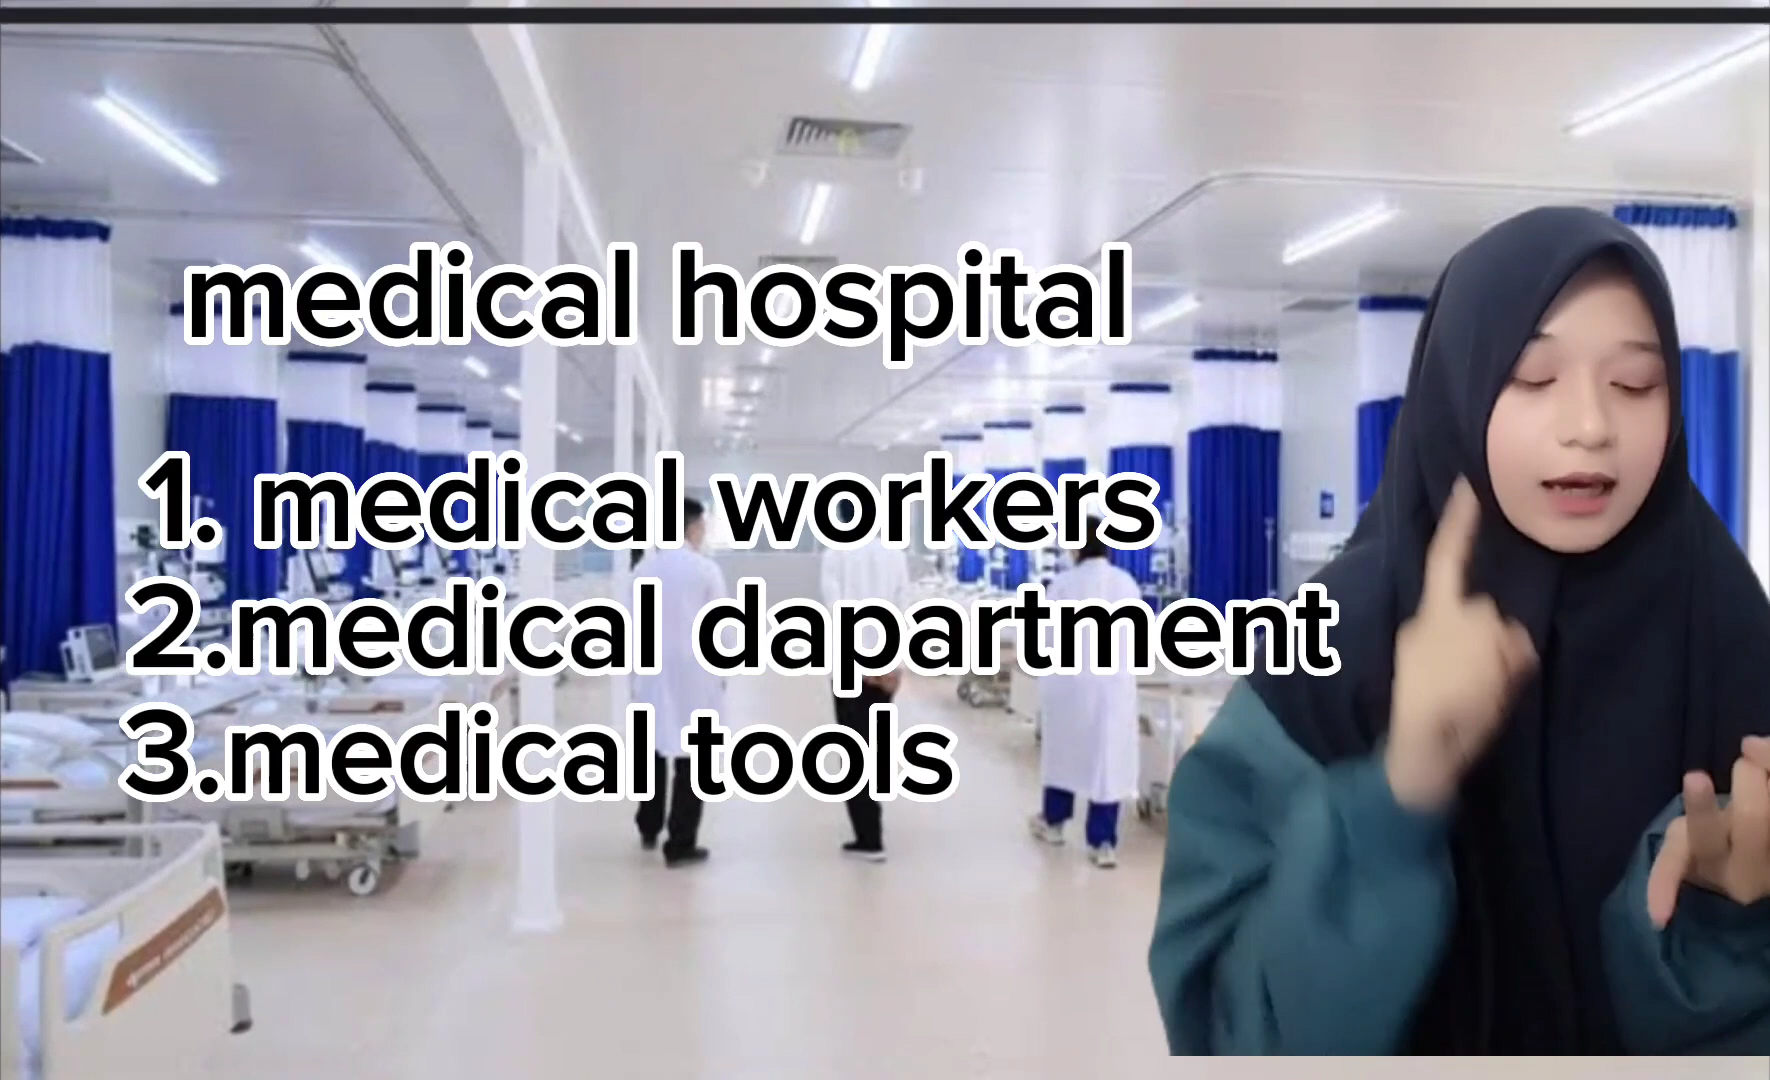 medical hospital
1. medical workers
2.medical dapartment
3.medical tools